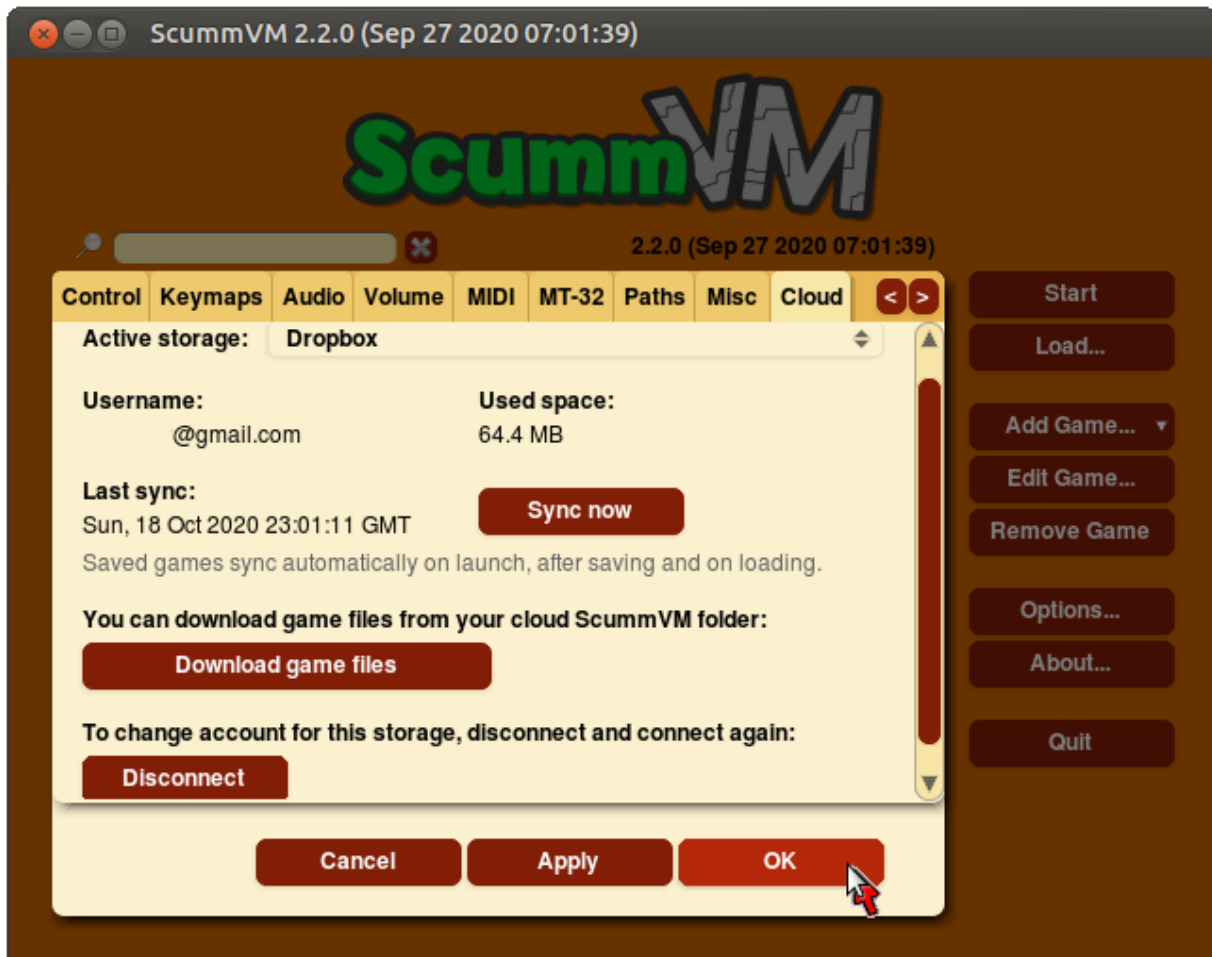 ScummVM 2.2.0 (Sep 27 2020 07:01:39)
ScummVM
2.2.0 (Sep 27 2020 07:01:39)
Control Keymaps Audio Volume MIDI MT-32 Paths Misc Cloud < >
Active storage: Dropbox
Username: Used space:
@gmail.com 64.4 MB
Last sync:
Sun, 18 Oct 2020 23:01:11 GMT
Sync now
Saved games sync automatically on launch, after saving and on loading.
You can download game files from your cloud ScummVM folder:
Download game files
To change account for this storage, disconnect and connect again:
Disconnect
Cancel Apply OK
Start
Load...
Add Game...
Edit Game...
Remove Game
Options...
About...
Quit